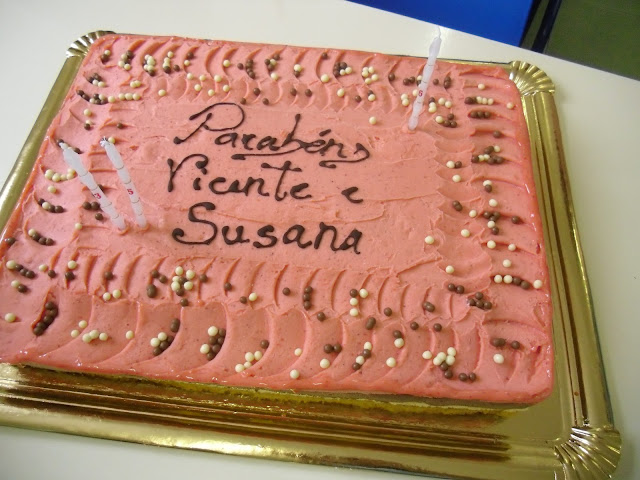 Parabéns
Vicente e
Susana